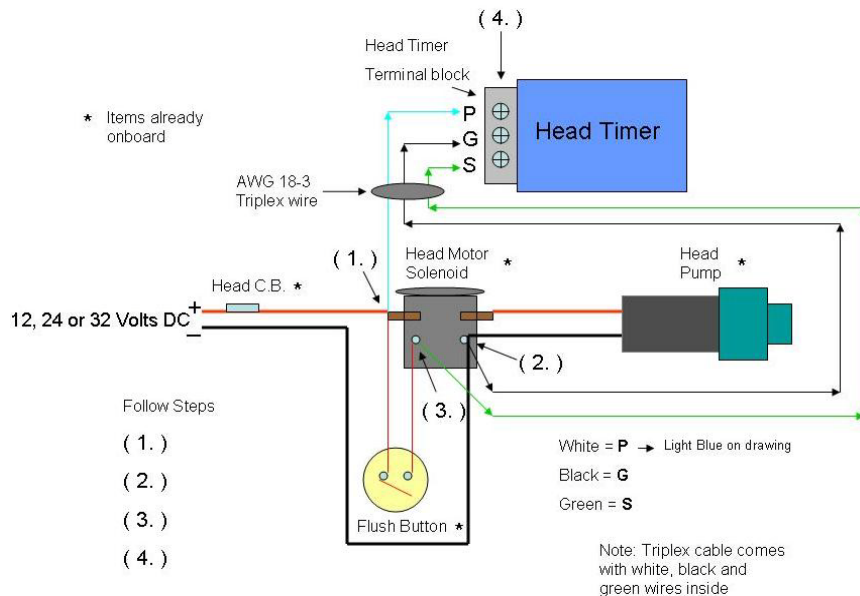 ( 4. )
Head Timer
Terminal block
* Items already
onboard
P
G
S
Head Timer
AWG 18-3
Triplex wire
( 1. )
Head Motor *
Solenoid
Head *
Pump
Head C.B. *
12, 24 or 32 Volts DC + –
( 2. )
( 3. )
Follow Steps
( 1. )
( 2. )
( 3. )
( 4. )
Flush Button *
White = P → Light Blue on drawing
Black = G
Green = S
Note: Triplex cable comes
with white, black and
green wires inside